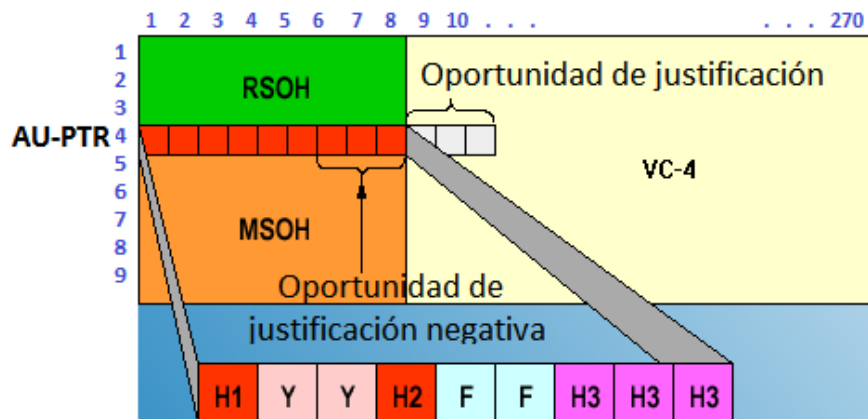 1 2 3 4 5 6 7 8 9 10 . . . . . . 270
1
2
3
RSOH
Oportunidad de justificación
AU-PTR 4
5
6
7
8
9
VC-4
MSOH
Oportunidad de
justificación negativa
H1 Y Y H2 F F H3 H3 H3